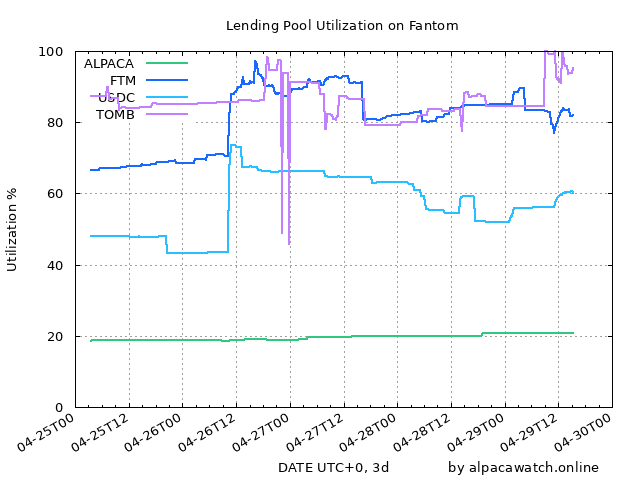 Lending Pool Utilization on Fantom
ALPACA
FTM
USDC
TOMB
Utilization %
100
80
60
40
20
0
04-25T00
04-25T12
04-26T00
04-26T12
04-27T00
04-27T12
04-28T00
04-28T12
04-29T00
04-29T12
04-30T00
DATE UTC+0, 3d
by alpacawatch.online